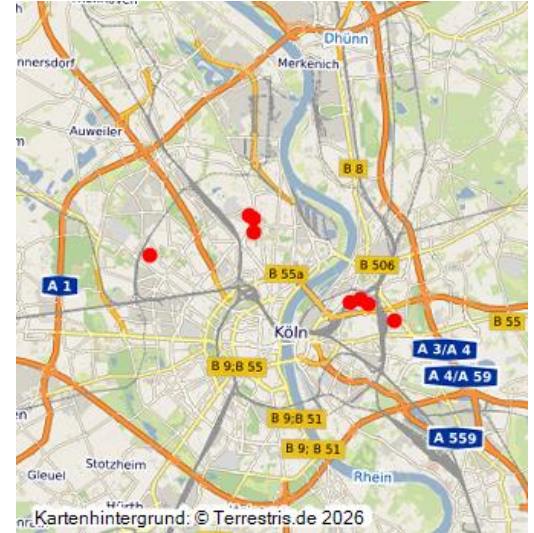 Dhünn
nnersdorf
Merkenich
Auweiler
B 8
B 506
B 55a
A 1
Köln
B 55
A 3/A 4
B 9;B 55
A 4/A 59
B 9;B 51
A 559
B 9; B 51
Stotzheim
Gleuel
Rhein
Hürth
Kartenhintergrund: © Terrestris.de 2026